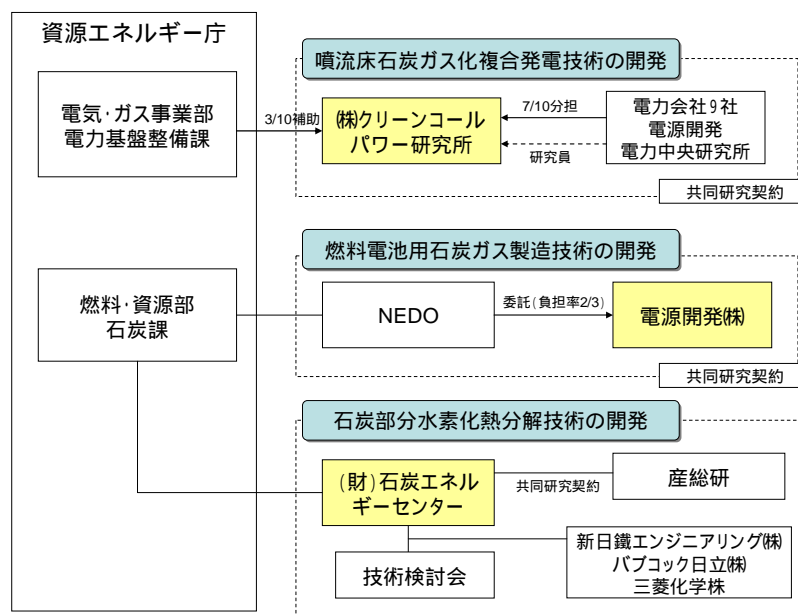 資源エネルギー庁
電気・ガス事業部
電力基盤整備課
燃料・資源部
石炭課
噴流床石炭ガス化複合発電技術の開発
3/10補助
㈱クリーンコール
パワー研究所
7/10分担
研究員
電力会社9社
電源開発
電力中央研究所
共同研究契約
燃料電池用石炭ガス製造技術の開発
NEDO
委託(負担率2/3)
電源開発㈱
共同研究契約
石炭部分水素化熱分解技術の開発
(財)石炭エネル
ギーセンター
共同研究契約
産総研
技術検討会
新日鐵エンジニアリング㈱
バブコック日立㈱
三菱化学株